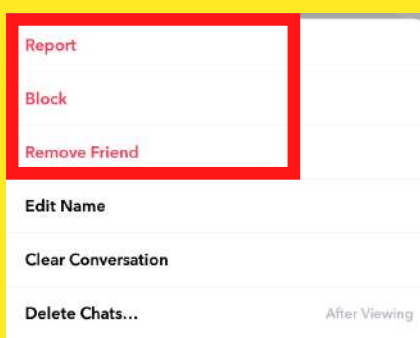 Report
Block
Remove Friend
Edit Name
Clear Conversation
Delete Chats... After Viewing